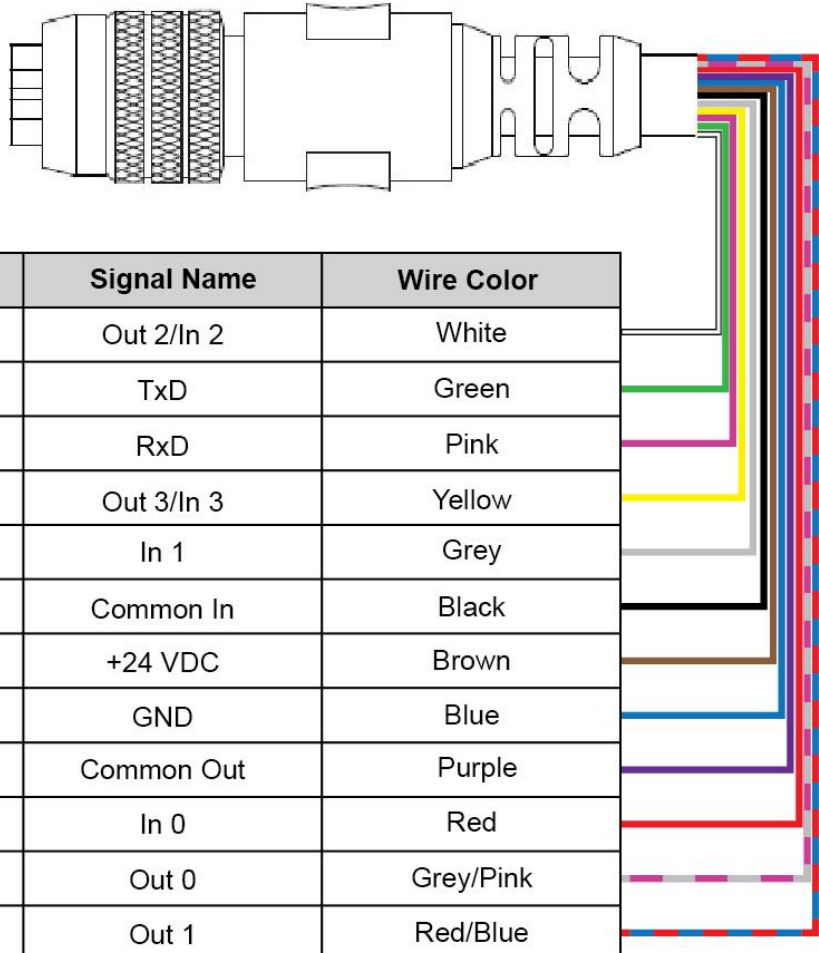 Signal Name Wire Color
Out 2/In 2 White
TxD Green
RxD Pink
Out 3/In 3 Yellow
In 1 Grey
Common In Black
+24 VDC Brown
GND Blue
Common Out Purple
In 0 Red
Out 0 Grey/Pink
Out 1 Red/Blue